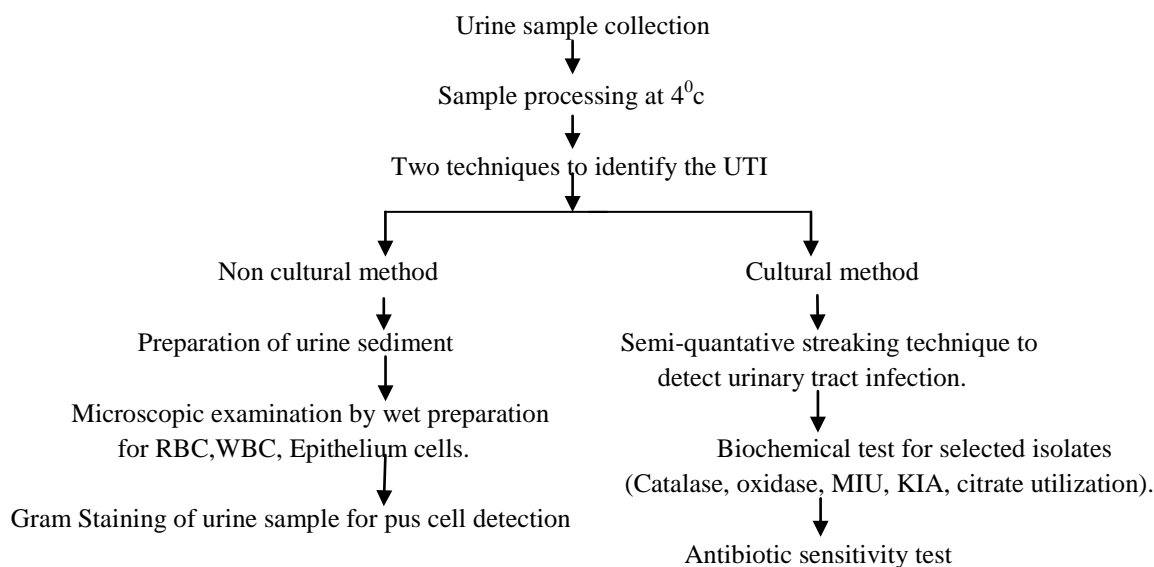 Urine sample collection
Sample processing at 4⁰c
Two techniques to identify the UTI
Non cultural method
Preparation of urine sediment
Microscopic examination by wet preparation
for RBC,WBC, Epithelium cells.
Gram Staining of urine sample for pus cell detection
Cultural method
Semi-quantative streaking technique to
detect urinary tract infection.
Biochemical test for selected isolates
(Catalase, oxidase, MIU, KIA, citrate utilization).
Antibiotic sensitivity test